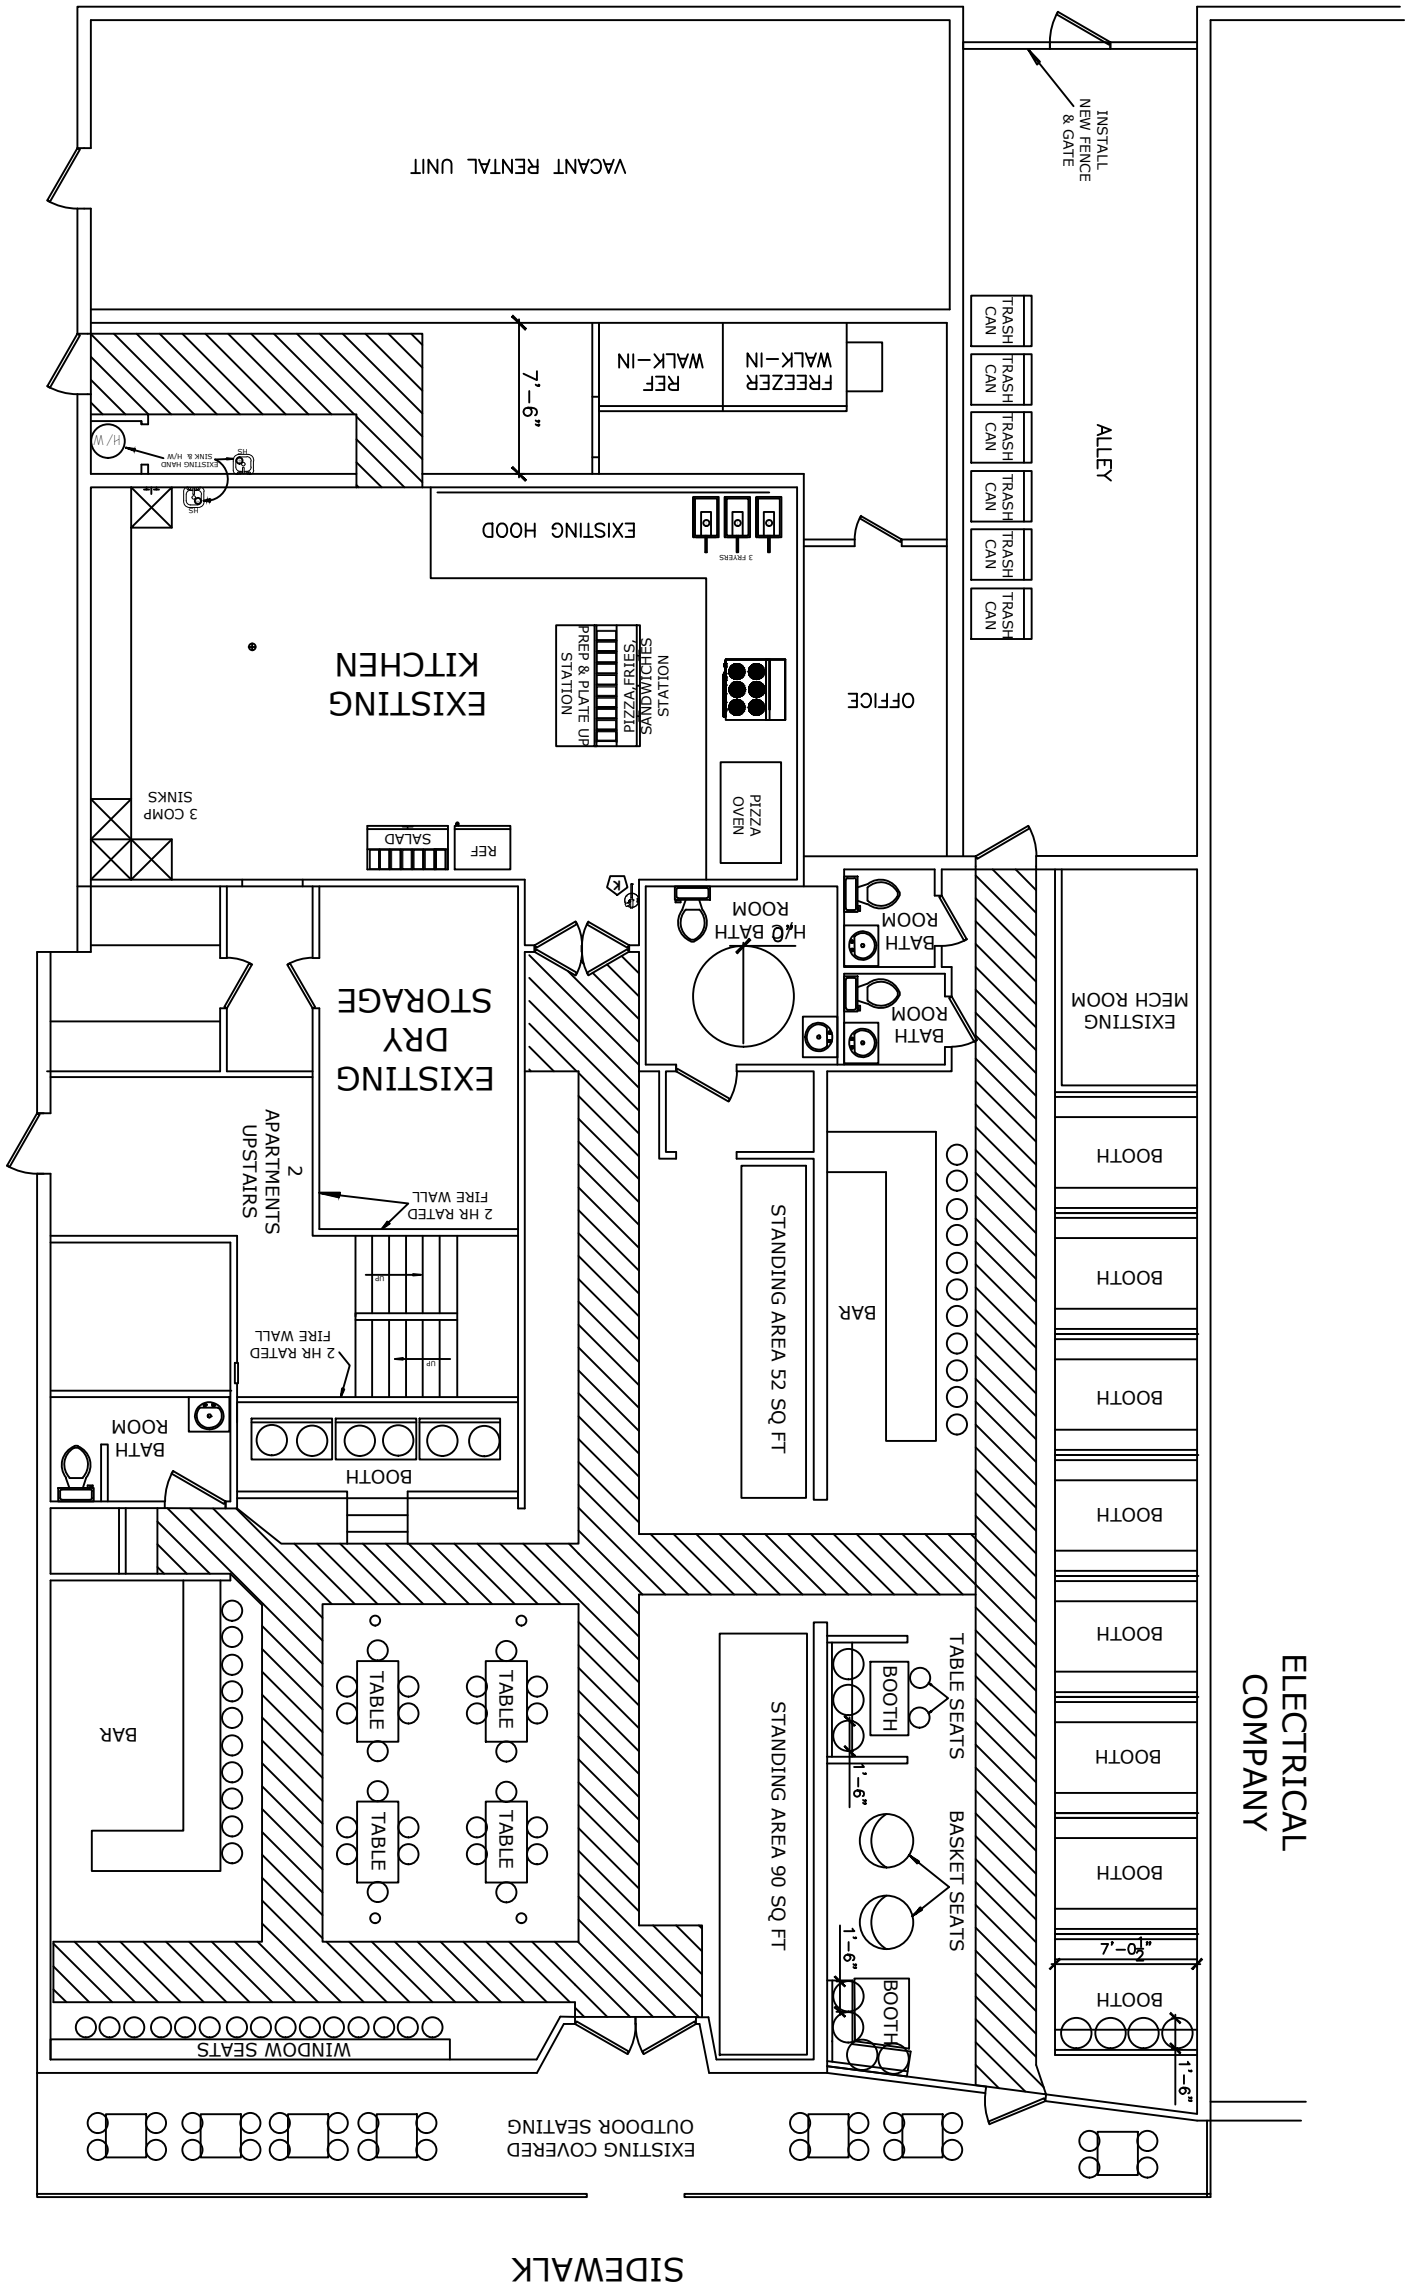 INSTALL
NEW FENCE
& GATE
VACANT RENTAL UNIT
TRASH
CAN
TRASH
CAN
TRASH
CAN
TRASH
CAN
TRASH
CAN
TRASH
CAN
ALLEY
7'-6"
REF
WALK-IN
FREEZER
WALK-IN
H/W
EXISTING HAND
SINK & H/W
HS
HS
EXISTING HOOD
3 FRYERS
EXISTING
KITCHEN
PREP & PLATE UP
STATION
PIZZA,FRIES,
SANDWICHES
STATION
OFFICE
PIZZA
OVEN
3 COMP
SINKS
SALAD
REF
K
H/C BATH
ROOM
0"
BATH
ROOM
BATH
ROOM
EXISTING
MECH ROOM
EXISTING
DRY
STORAGE
2
APARTMENTS
UPSTAIRS
2 HR RATED
FIRE WALL
UP
UP
2 HR RATED
FIRE WALL
BATH
ROOM
BOOTH
STANDING AREA 52 SQ FT
BAR
BOOTH
BOOTH
BOOTH
BOOTH
BOOTH
BOOTH
BOOTH
BOOTH
7'-0½"
1'-6"
ELECTRICAL
COMPANY
BAR
TABLE
TABLE
TABLE
TABLE
STANDING AREA 90 SQ FT
BOOTH
TABLE SEATS
1'-6"
BASKET SEATS
1'-6"
BOOTH
WINDOW SEATS
EXISTING COVERED
OUTDOOR SEATING
SIDEWALK